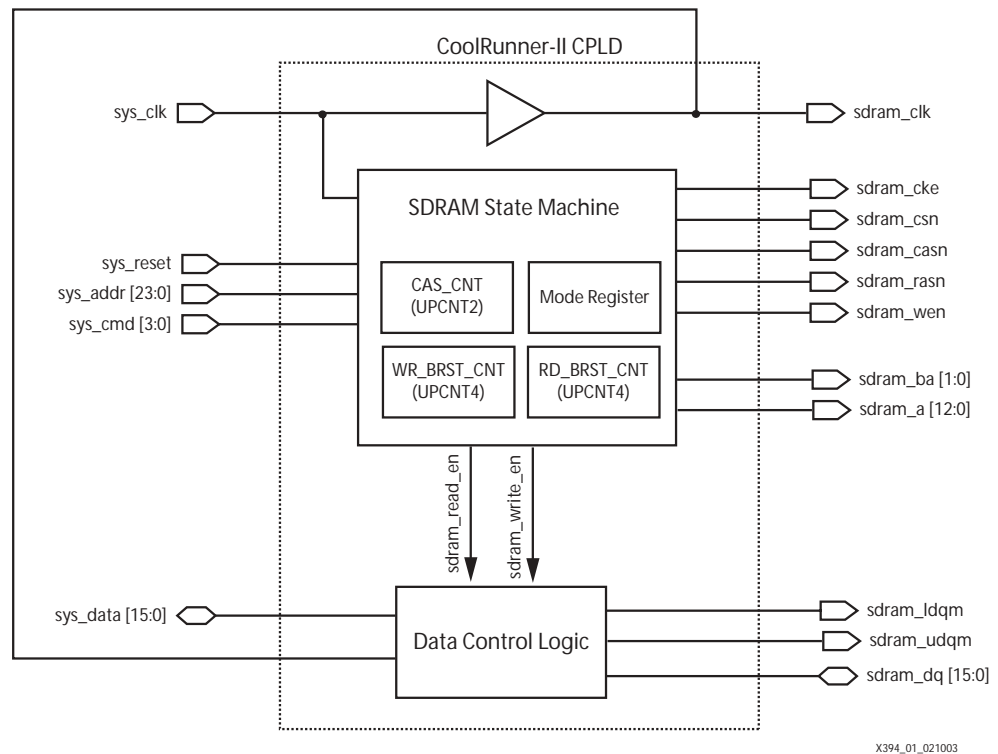 CoolRunner-II CPLD
sys_clk
sdram_clk
SDRAM State Machine
sdram_cke
sdram_csn
sdram_casn
sdram_rasn
sdram_wen
sys_reset
sys_addr [23:0]
sys_cmd [3:0]
CAS_CNT
(UPCNT2)
Mode Register
WR_BRST_CNT
(UPCNT4)
RD_BRST_CNT
(UPCNT4)
sdram_ba [1:0]
sdram_a [12:0]
sdram_read_en
sdram_write_en
sys_data [15:0]
Data Control Logic
sdram_ldqm
sdram_udqm
sdram_dq [15:0]
X394_01_021003